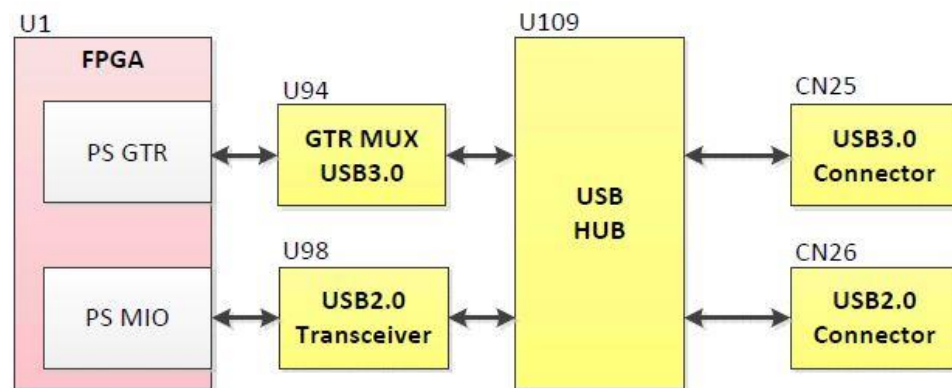 U1
FPGA
PS GTR
PS MIO
U94
GTR MUX
USB3.0
U98
USB2.0
Transceiver
U109
USB
HUB
CN25
USB3.0
Connector
CN26
USB2.0
Connector